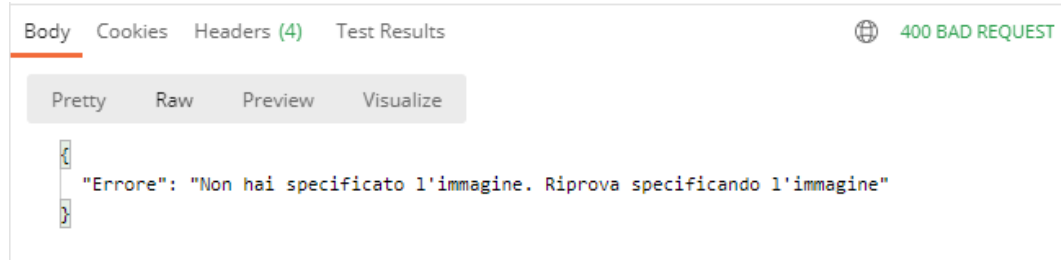 Body Cookies Headers (4) Test Results 400 BAD REQUEST
Pretty Raw Preview Visualize
{
"Errore": "Non hai specificato l'immagine. Riprova specificando l'immagine"
}